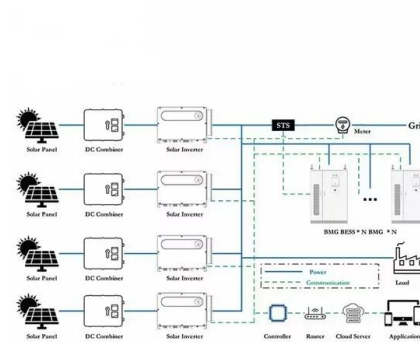 STS
Meter
Gri
Solar Panel
DC Combiner
Solar Inverter
Solar Panel
DC Combiner
Solar Inverter
BMG BESS * N BMG * N
Solar Panel
DC Combiner
Solar Inverter
Power
Communication
Load
Solar Panel
DC Combiner
Solar Inverter
Controller
Router
Cloud Server
Application